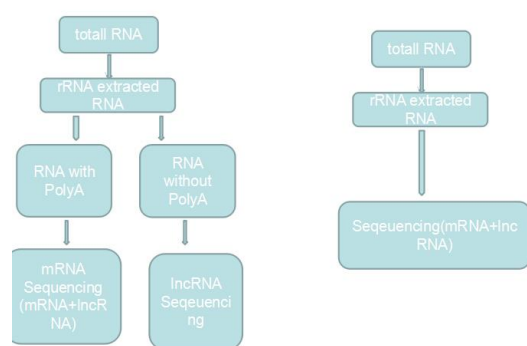 totall RNA
rRNA extracted
RNA
RNA with
PolyA
RNA
without
PolyA
mRNA
Sequencing
(mRNA+lncR
NA)
lncRNA
Seqeuenci
ng
totall RNA
rRNA extracted
RNA
Seqeuencing(mRNA+lnc
RNA)